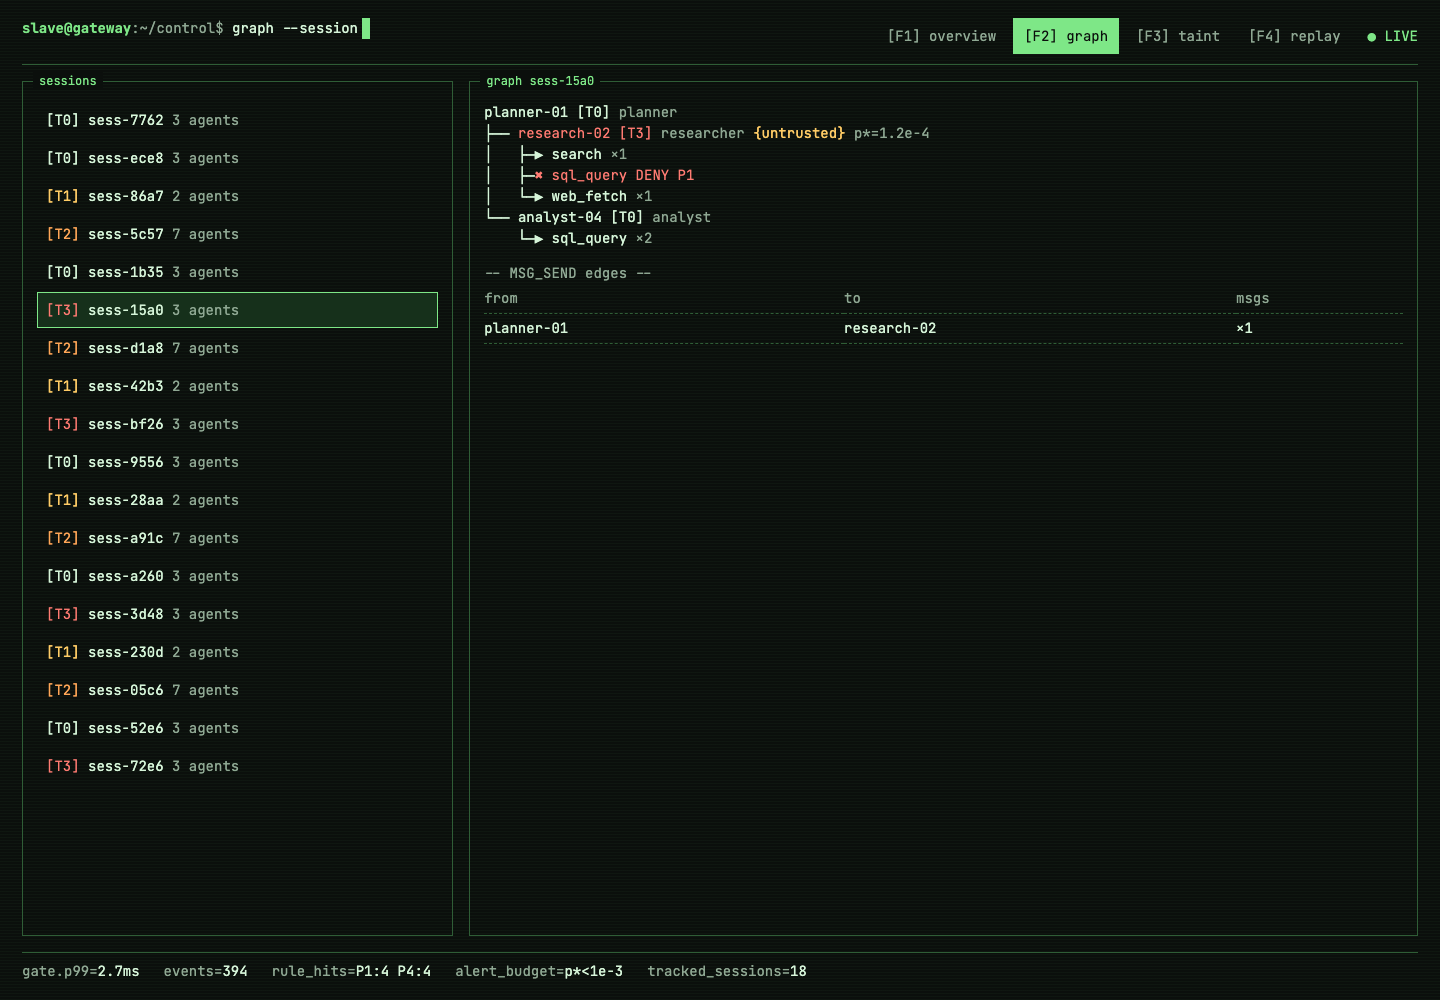 slave@gateway:~/control$ graph --session
[F1] overview [F2] graph [F3] taint [F4] replay ● LIVE
sessions
[T0] sess-7762 3 agents
[T0] sess-ece8 3 agents
[T1] sess-86a7 2 agents
[T2] sess-5c57 7 agents
[T0] sess-1b35 3 agents
[T3] sess-15a0 3 agents
[T2] sess-d1a8 7 agents
[T1] sess-42b3 2 agents
[T3] sess-bf26 3 agents
[T0] sess-9556 3 agents
[T1] sess-28aa 2 agents
[T2] sess-a91c 7 agents
[T0] sess-a260 3 agents
[T3] sess-3d48 3 agents
[T1] sess-230d 2 agents
[T2] sess-05c6 7 agents
[T0] sess-52e6 3 agents
[T3] sess-72e6 3 agents
graph sess-15a0
planner-01 [T0] planner
├── research-02 [T3] researcher {untrusted} p*=1.2e-4
│   ├─▶ search ×1
│   ├─✖ sql_query DENY P1
│   └─▶ web_fetch ×1
└── analyst-04 [T0] analyst
    └─▶ sql_query ×2
-- MSG_SEND edges --
from to msgs
planner-01 research-02 ×1
gate.p99=2.7ms events=394 rule_hits=P1:4 P4:4 alert_budget=p*<1e-3 tracked_sessions=18